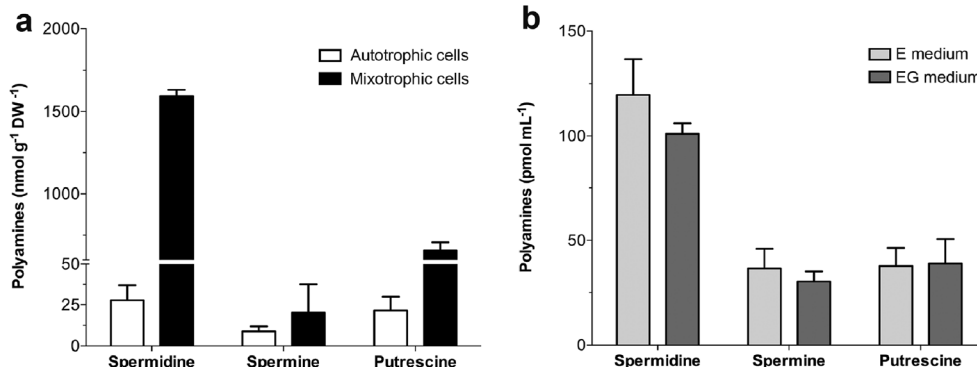 a
Polyamines (nmol g⁻¹ DW⁻¹)
2000
1500
1000
50
25
0
Autotrophic cells
Mixotrophic cells
Spermidine Spermine Putrescine
b
Polyamines (pmol mL⁻¹)
150
100
50
0
E medium
EG medium
Spermidine Spermine Putrescine